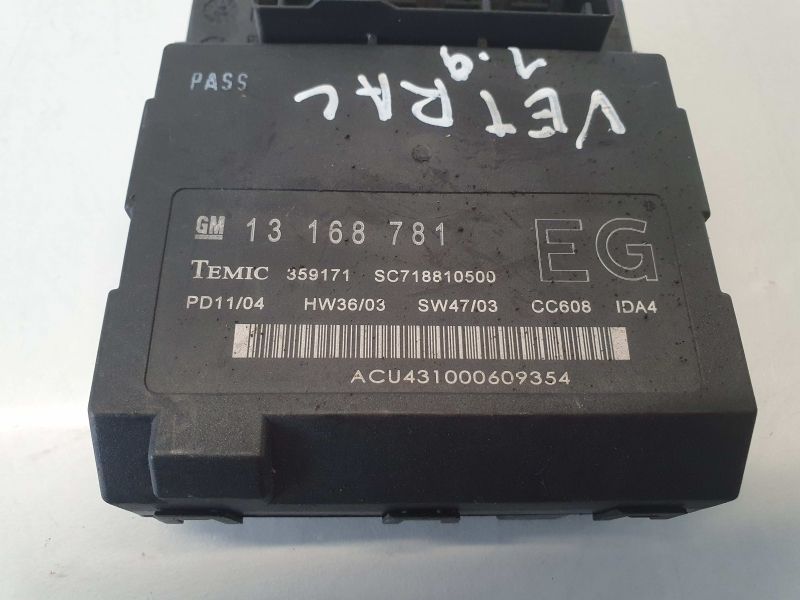 PASS
VETRAC
1.9
GM 13 168 781
EG
TEMIC 359171 SC718810500
PD11/04 HW36/03 SW47/03 CC608 IDA4
ACU431000609354